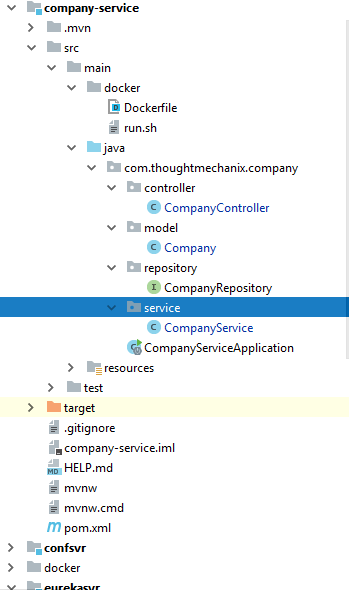 company-service
.mvn
src
main
docker
Dockerfile
run.sh
java
com.thoughtmechanix.company
controller
CompanyController
model
Company
repository
CompanyRepository
service
CompanyService
CompanyServiceApplication
resources
test
target
.gitignore
company-service.iml
HELP.md
mvnw
mvnw.cmd
pom.xml
confsvr
docker
eurekasvr